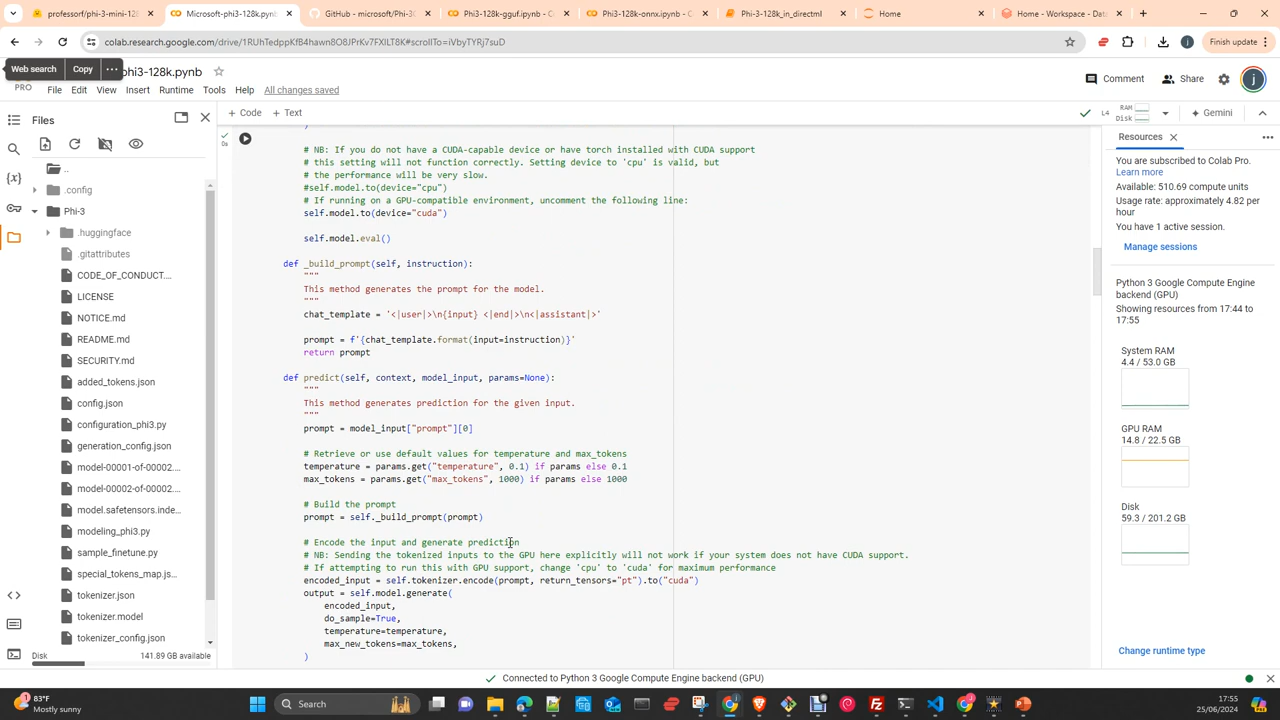 professorf/phi3-mini-128
Microsoft-phi3-128k.pynb
GitHub - microsoft/Phi-3C
Phi3-128k-gguf.ipynb - C
Phi3-128k-onnx.ipynb - Cc
Phi3-128k_in_directml
Home
Home - Workspace - Data
colab.research.google.com/drive/1RUhTedppKfB4hawn8O8JPrKv7FXlLT8K#scrollTo=iVbyTYRj7suD
Finish update
Web search
Copy
phi3-128k.pynb
PRO
File Edit View Insert Runtime Tools Help All changes saved
Comment
Share
j
Files
+ Code + Text
L4
RAM
Disk
Gemini
..
.config
Phi-3
.huggingface
.gitattributes
CODE_OF_CONDUCT....
LICENSE
NOTICE.md
README.md
SECURITY.md
added_tokens.json
config.json
configuration_phi3.py
generation_config.json
model-00001-of-00002....
model-00002-of-00002....
model.safetensors.inde...
modeling_phi3.py
sample_finetune.py
special_tokens_map.js...
tokenizer.json
tokenizer.model
tokenizer_config.json
Disk 141.89 GB available
0s
)
# NB: If you do not have a CUDA-capable device or have torch installed with CUDA support
# this setting will not function correctly. Setting device to 'cpu' is valid, but
# the performance will be very slow.
#self.model.to(device="cpu")
# If running on a GPU-compatible environment, uncomment the following line:
self.model.to(device="cuda")
self.model.eval()
def _build_prompt(self, instruction):
"""
This method generates the prompt for the model.
"""
chat_template = '<|user|>\n{input} <|end|>\n<|assistant|>'
prompt = f'{chat_template.format(input=instruction)}'
return prompt
def predict(self, context, model_input, params=None):
"""
This method generates prediction for the given input.
"""
prompt = model_input["prompt"][0]
# Retrieve or use default values for temperature and max_tokens
temperature = params.get("temperature", 0.1) if params else 0.1
max_tokens = params.get("max_tokens", 1000) if params else 1000
# Build the prompt
prompt = self._build_prompt(prompt)
# Encode the input and generate prediction
# NB: Sending the tokenized inputs to the GPU here explicitly will not work if your system does not have CUDA support.
# If attempting to run this with GPU support, change 'cpu' to 'cuda' for maximum performance
encoded_input = self.tokenizer.encode(prompt, return_tensors="pt").to("cuda")
output = self.model.generate(
encoded_input,
do_sample=True,
temperature=temperature,
max_new_tokens=max_tokens,
)
Resources
You are subscribed to Colab Pro.
Learn more
Available: 510.69 compute units
Usage rate: approximately 4.82 per
hour
You have 1 active session.
Manage sessions
Python 3 Google Compute Engine
backend (GPU)
Showing resources from 17:44 to
17:55
System RAM
4.4 / 53.0 GB
GPU RAM
14.8 / 22.5 GB
Disk
59.3 / 201.2 GB
Change runtime type
Connected to Python 3 Google Compute Engine backend (GPU)
83°F
Mostly sunny
Search
17:55
25/06/2024